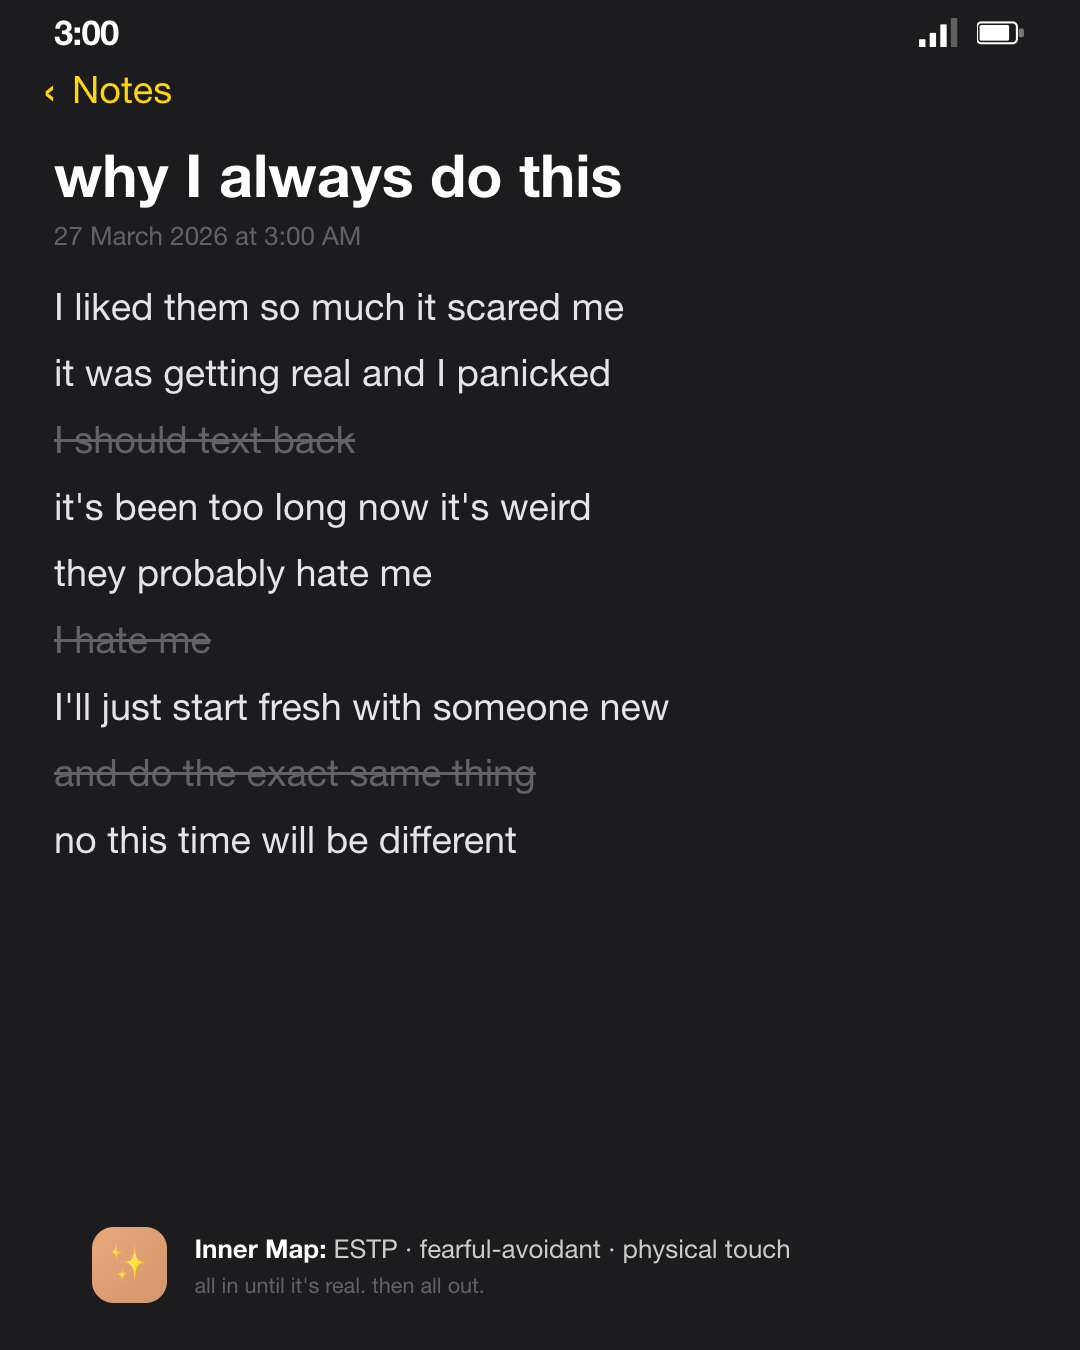 3:00
‹ Notes
why I always do this
27 March 2026 at 3:00 AM
I liked them so much it scared me
it was getting real and I panicked
I should text back
it's been too long now it's weird
they probably hate me
I hate me
I'll just start fresh with someone new
and do the exact same thing
no this time will be different
Inner Map: ESTP · fearful-avoidant · physical touch
all in until it's real. then all out.